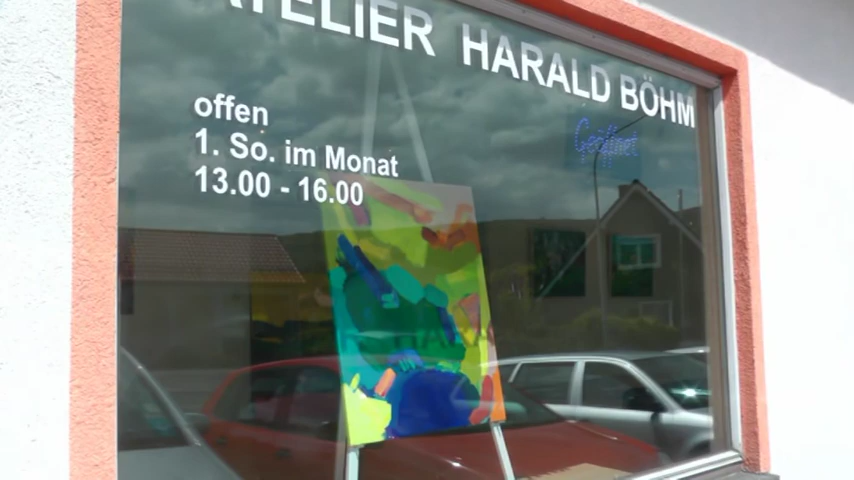 ATELIER HARALD BÖHM
offen
1. So. im Monat
13.00 - 16.00
Geöffnet